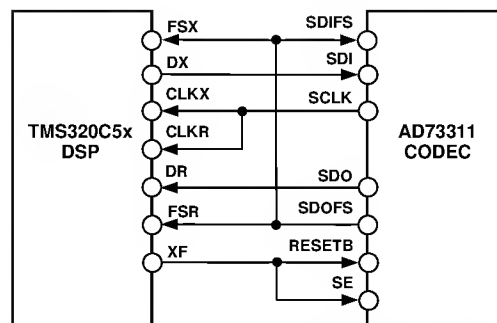 FSX SDIFS
DX SDI
CLKX SCLK
TMS320C5x CLKR AD73311
DSP CODEC
DR SDO
FSR SDOFS
XF RESETB
SE